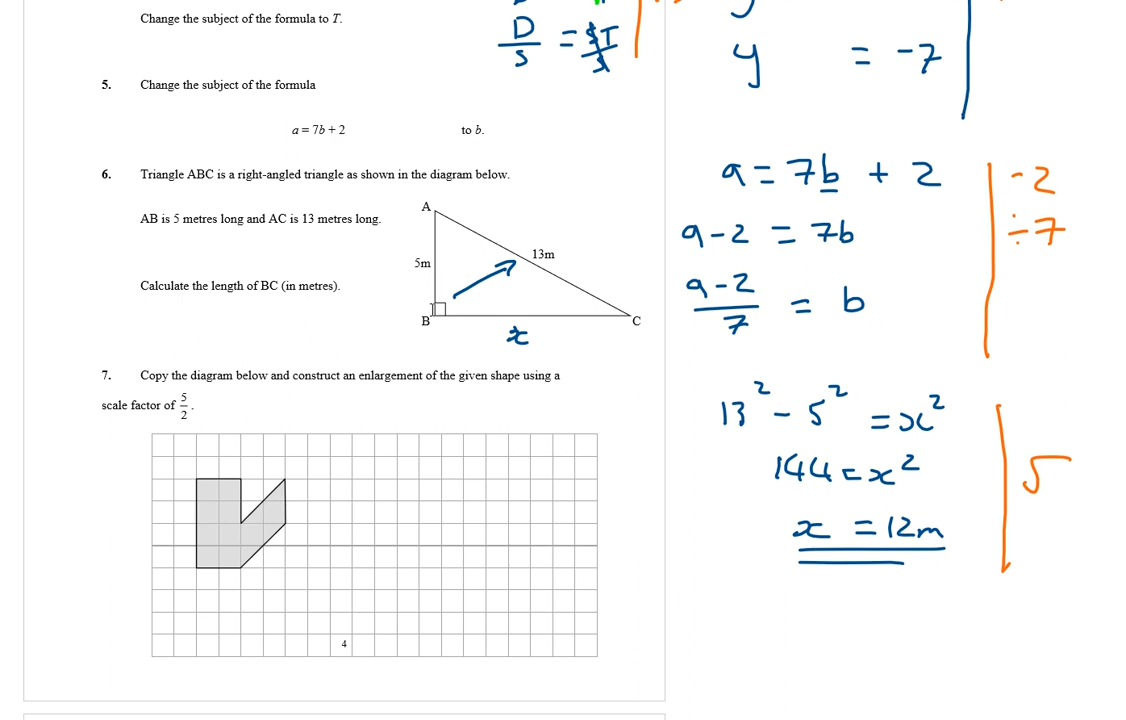 Change the subject of the formula to T.
D/s = sT/s
y = -7
5. Change the subject of the formula
a = 7b + 2 to b.
6. Triangle ABC is a right-angled triangle as shown in the diagram below.
AB is 5 metres long and AC is 13 metres long.
Calculate the length of BC (in metres).
A
5m
13m
B
C
x
a = 7b + 2
-2
a - 2 = 7b
÷7
a - 2/7 = b
7. Copy the diagram below and construct an enlargement of the given shape using a
scale factor of 5/2.
4
13² - 5² = x²
144 = x²
√
x = 12m